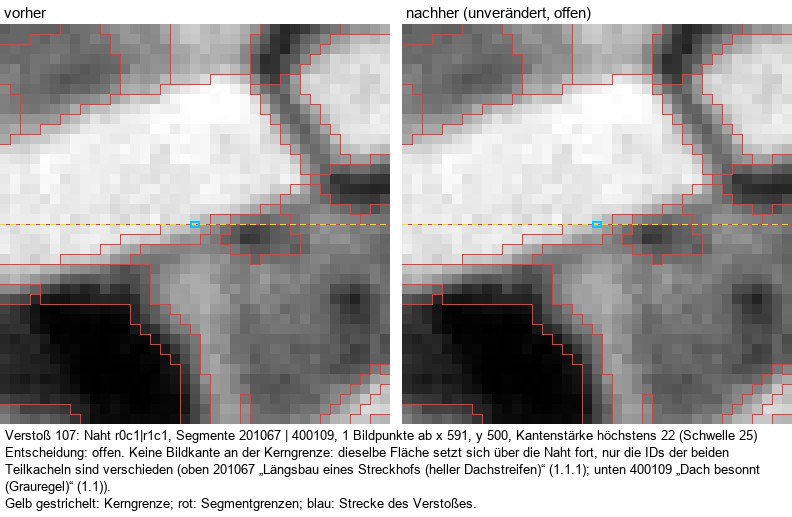 vorher
nachher (unverändert, offen)
Verstoß 107: Naht r0c1|r1c1, Segmente 201067 | 400109, 1 Bildpunkte ab x 591, y 500, Kantenstärke höchstens 22 (Schwelle 25)
Entscheidung: offen. Keine Bildkante an der Kerngrenze: dieselbe Fläche setzt sich über die Naht fort, nur die IDs der beiden
Teilkacheln sind verschieden (oben 201067 „Längsbau eines Streckhofs (heller Dachstreifen)“ (1.1.1); unten 400109 „Dach besonnt
(Grauregel)“ (1.1)).
Gelb gestrichelt: Kerngrenze; rot: Segmentgrenzen; blau: Strecke des Verstoßes.